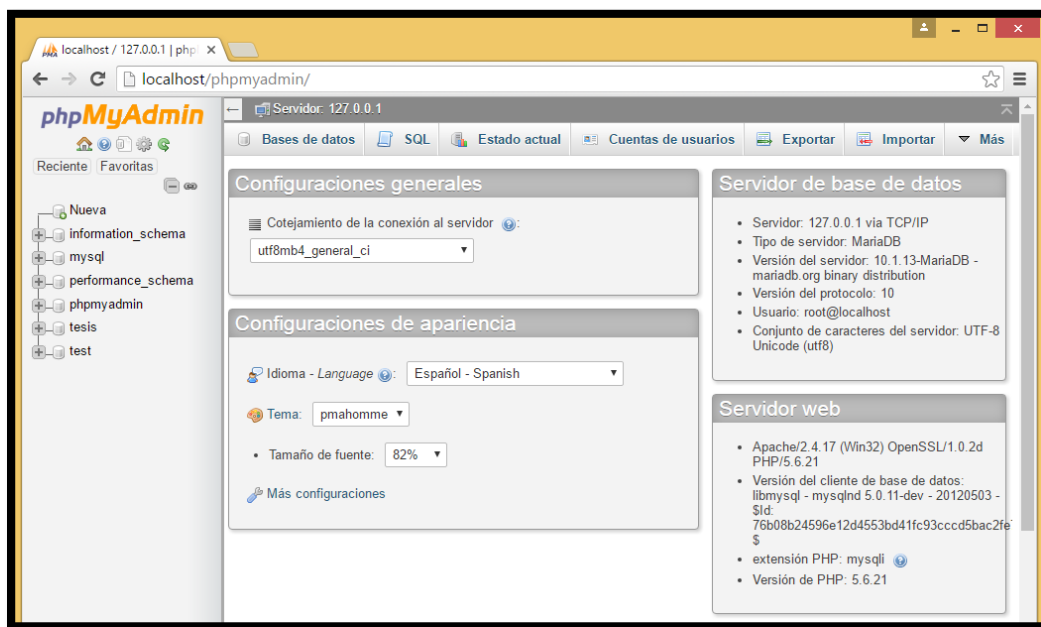 localhost / 127.0.0.1 | php
localhost/phpmyadmin/
phpMyAdmin
Reciente Favoritas
Nueva
information_schema
mysql
performance_schema
phpmyadmin
tesis
test
Servidor: 127.0.0.1
Bases de datos SQL Estado actual Cuentas de usuarios Exportar Importar Más
Configuraciones generales
Cotejamiento de la conexión al servidor :
utf8mb4_general_ci
Configuraciones de apariencia
Idioma - Language : Español - Spanish
Tema: pmahomme
• Tamaño de fuente: 82%
Más configuraciones
Servidor de base de datos
• Servidor: 127.0.0.1 via TCP/IP
• Tipo de servidor: MariaDB
• Versión del servidor: 10.1.13-MariaDB -
mariadb.org binary distribution
• Versión del protocolo: 10
• Usuario: root@localhost
• Conjunto de caracteres del servidor: UTF-8
Unicode (utf8)
Servidor web
• Apache/2.4.17 (Win32) OpenSSL/1.0.2d
PHP/5.6.21
• Versión del cliente de base de datos:
libmysql - mysqlnd 5.0.11-dev - 20120503 -
$Id:
76b08b24596e12d4553bd41fc93cccd5bac2fe
$
• extensión PHP: mysqli
• Versión de PHP: 5.6.21